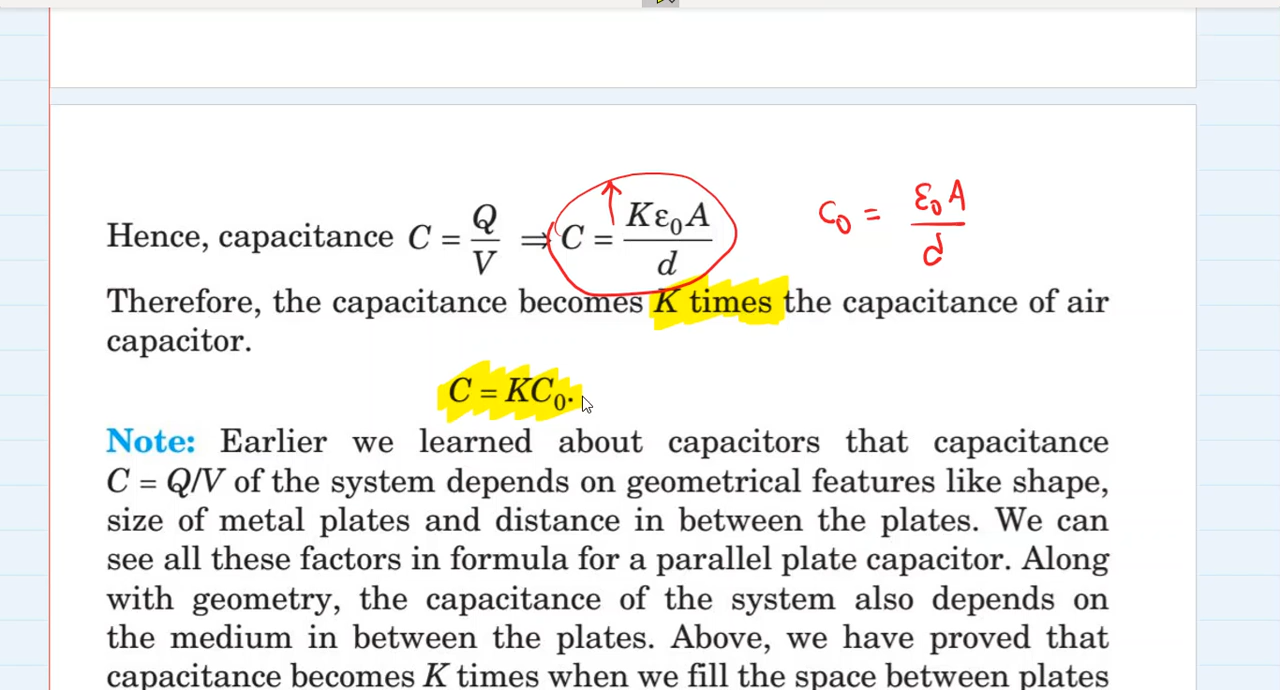 Hence, capacitance C = Q/V ⇒ C = Kε₀A/d C₀ = ε₀A/d
Therefore, the capacitance becomes K times the capacitance of air
capacitor.
C = KC₀.
Note: Earlier we learned about capacitors that capacitance
C = Q/V of the system depends on geometrical features like shape,
size of metal plates and distance in between the plates. We can
see all these factors in formula for a parallel plate capacitor. Along
with geometry, the capacitance of the system also depends on
the medium in between the plates. Above, we have proved that
capacitance becomes K times when we fill the space between plates